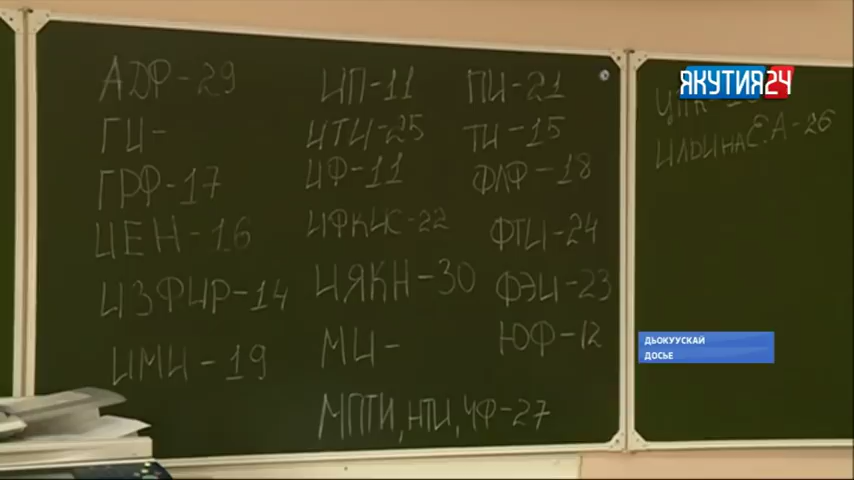 АДР-29
ГИ-
ГРФ-17
ИЕН-16
ИЗФИР-14
ИМИ-19
ИП-11
ИТИ-25
ИФ-11
ИФКИС-22
ИЯКН-30
МИ-
МПТИ, НТИ, ЧФ-27
ПИ-21
ТИ-15
ФЛФ-18
ФТИ-24
ФЭИ-23
ЮФ-12
ИЛЬИНА Е.А-26
ЯКУТИЯ24
ДЬОКУУСКАЙ
ДОСЬЕ